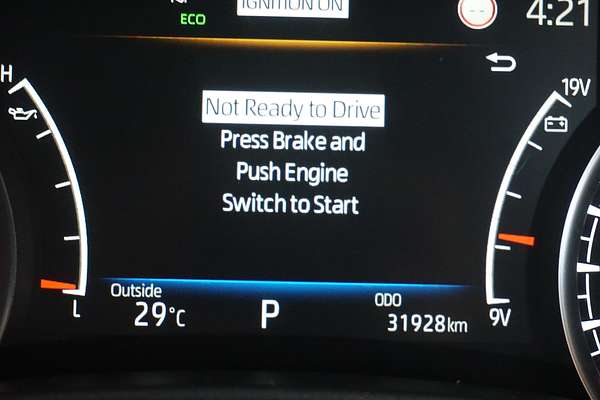 IGNITION ON
ECO
4:21
H
19V
Not Ready to Drive
Press Brake and
Push Engine
Switch to Start
Outside
29°C
P
ODO
31928km
L
9V